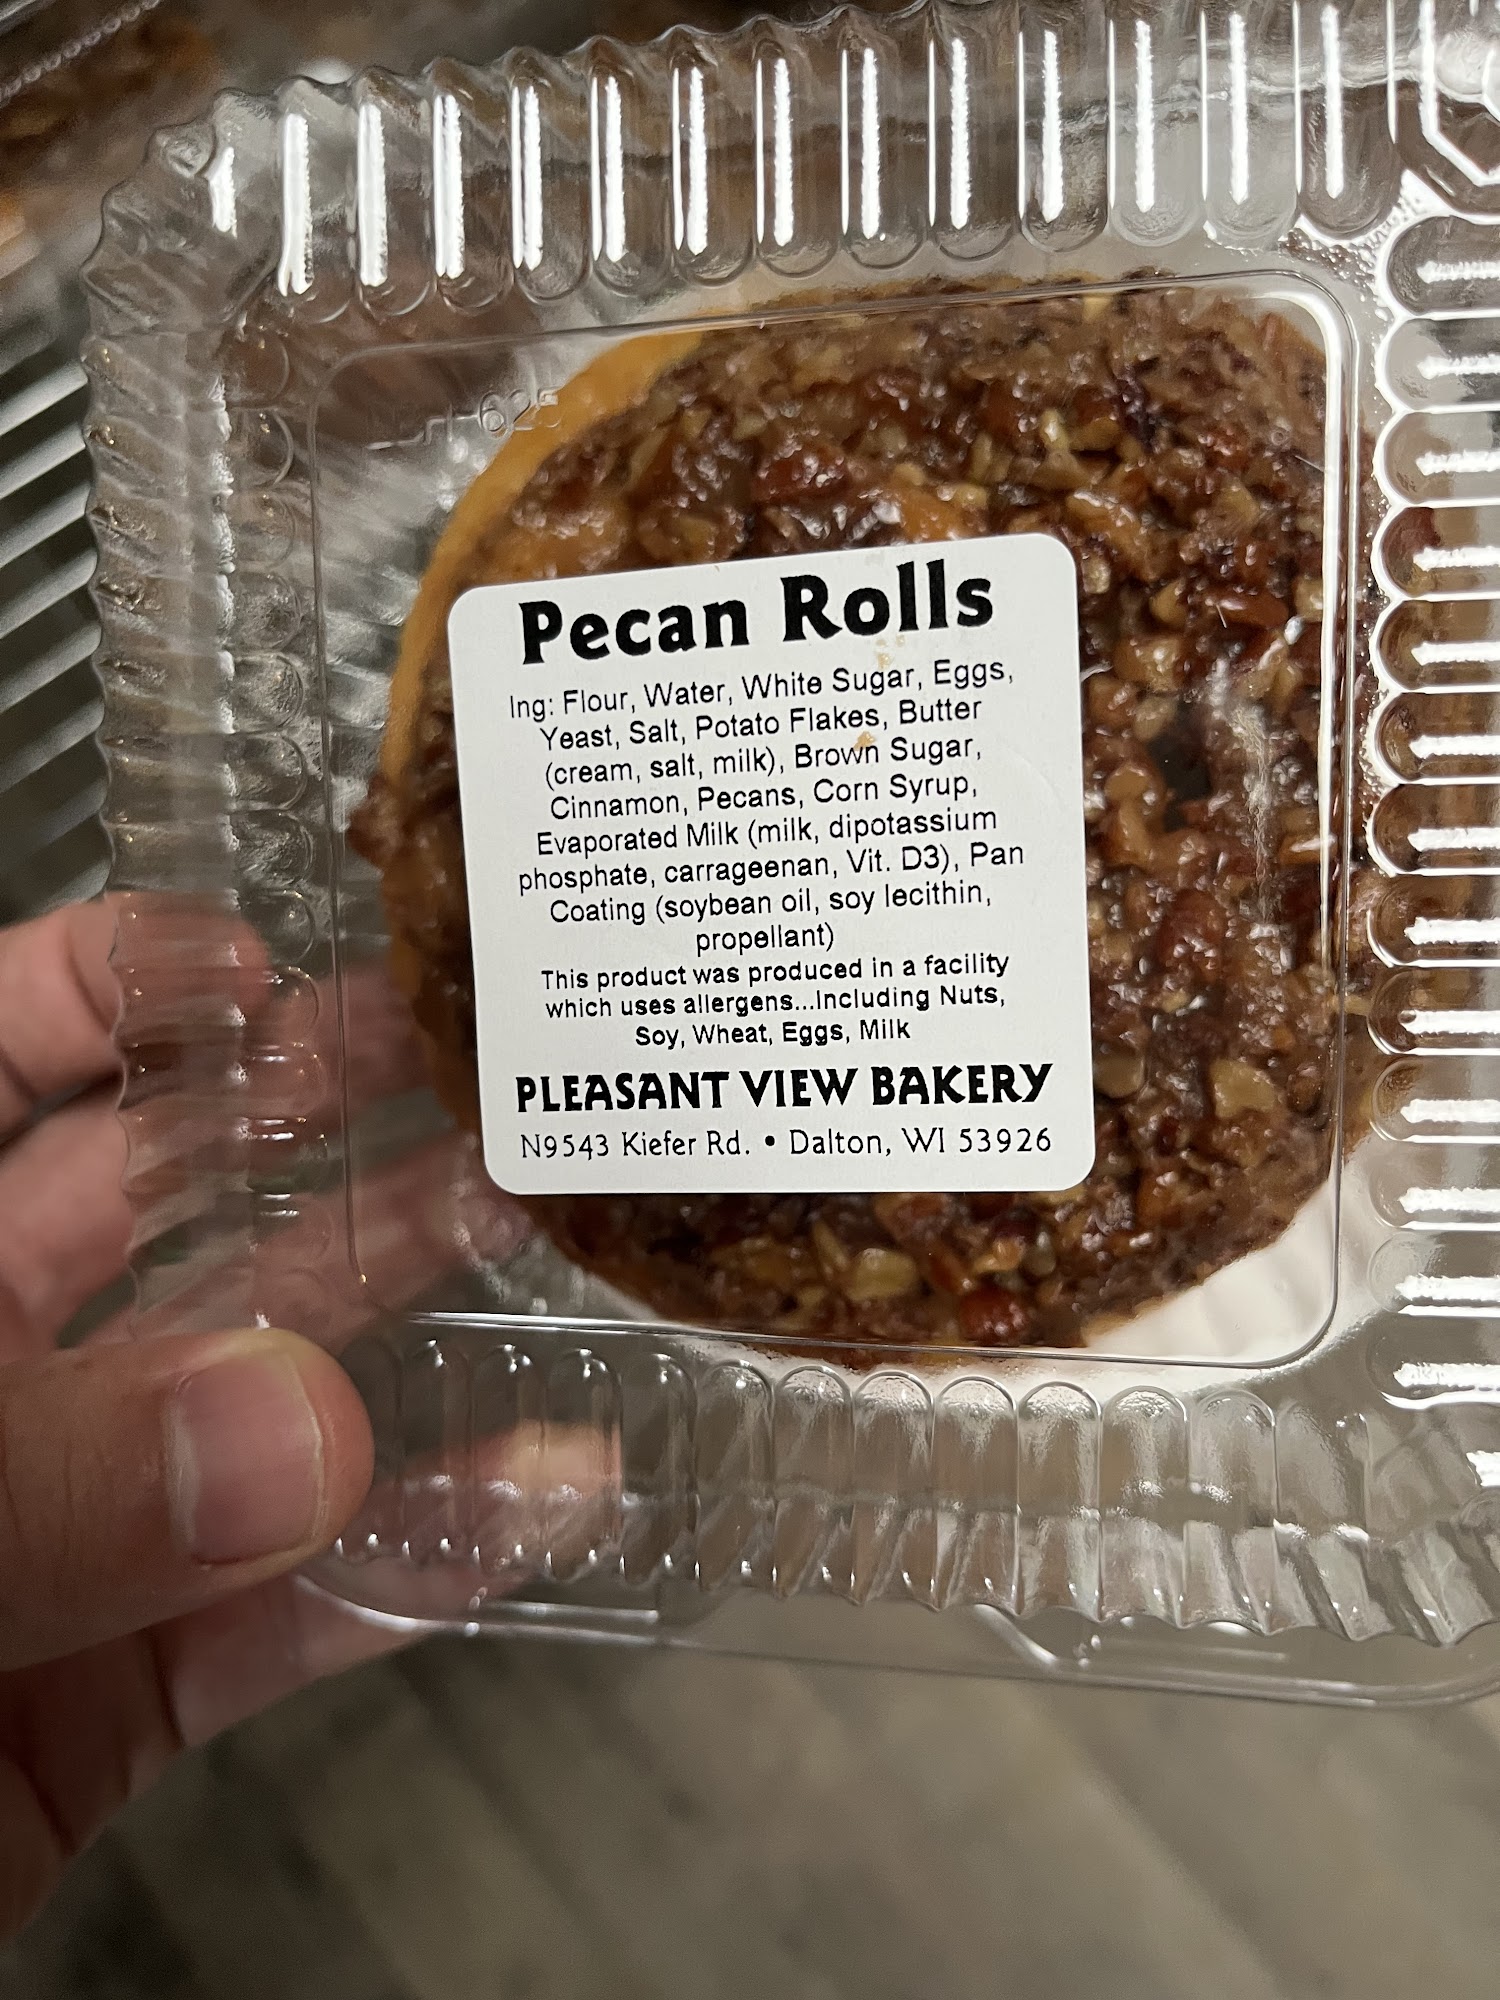 Pecan Rolls
Ing: Flour, Water, White Sugar, Eggs,
Yeast, Salt, Potato Flakes, Butter
(cream, salt, milk), Brown Sugar,
Cinnamon, Pecans, Corn Syrup,
Evaporated Milk (milk, dipotassium
phosphate, carrageenan, Vit. D3), Pan
Coating (soybean oil, soy lecithin,
propellant)
This product was produced in a facility
which uses allergens...Including Nuts,
Soy, Wheat, Eggs, Milk
PLEASANT VIEW BAKERY
N9543 Kiefer Rd. • Dalton, WI 53926